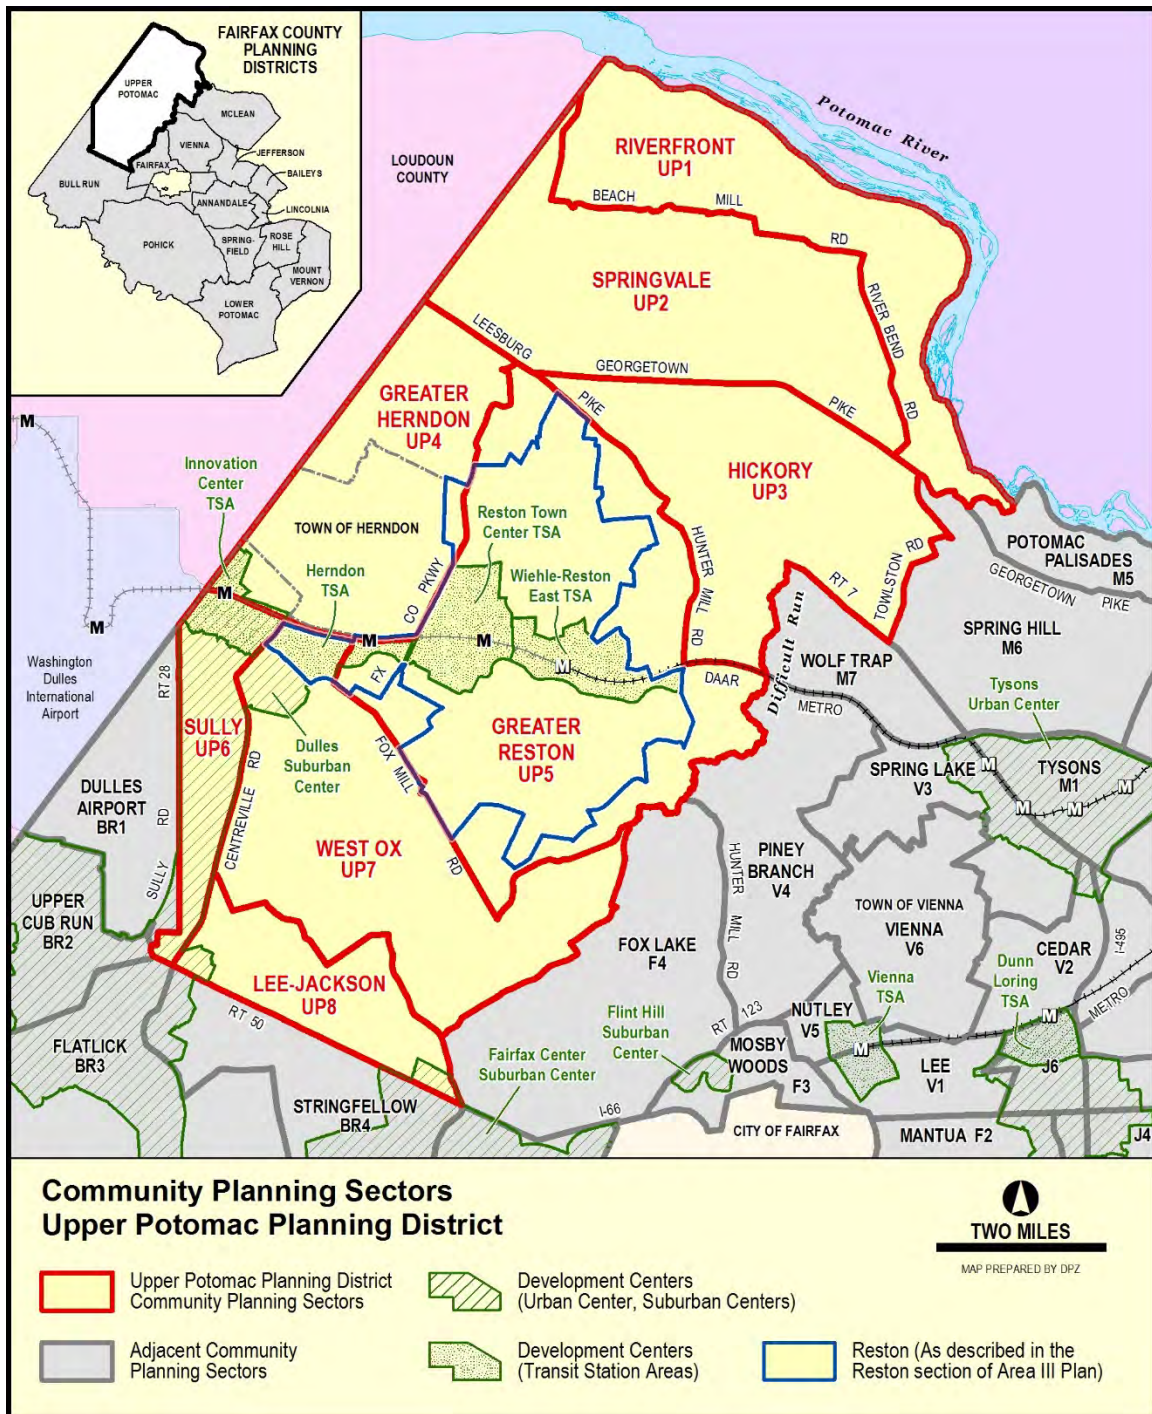 FAIRFAX COUNTY
PLANNING
DISTRICTS
UPPER
POTOMAC
MCLEAN
VIENNA
JEFFERSON
FAIRFAX
BAILEYS
BULL RUN
ANNANDALE
LINCOLNIA
POHICK
SPRING-
FIELD
ROSE
HILL
MOUNT
VERNON
LOWER
POTOMAC
LOUDOUN
COUNTY
Potomac River
RIVERFRONT
UP1
BEACH MILL RD
SPRINGVALE
UP2
RIVER BEND RD
LEESBURG PIKE
GEORGETOWN PIKE
GREATER
HERNDON
UP4
HICKORY
UP3
M
Innovation
Center
TSA
TOWN OF HERNDON
Reston Town
Center TSA
Herndon
TSA
CO PKWY
Wiehle-Reston
East TSA
HUNTER MILL RD
RT 7
TOWLSTON RD
POTOMAC
PALISADES
M5
GEORGETOWN PIKE
SPRING HILL
M6
M
M
M
M
M
Washington
Dulles
International
Airport
RT 28
FX
DAAR
Difficult Run
WOLF TRAP
M7
METRO
Tysons
Urban Center
SULLY
UP6
Dulles
Suburban
Center
FOX MILL RD
GREATER
RESTON
UP5
SPRING LAKE
V3
M
TYSONS
M1
M
M
M
DULLES
AIRPORT
BR1
SULLY RD
CENTREVILLE RD
WEST OX
UP7
HUNTER MILL RD
PINEY
BRANCH
V4
UPPER
CUB RUN
BR2
TOWN OF VIENNA
VIENNA
V6
FOX LAKE
F4
CEDAR
V2
I-495
LEE-JACKSON
UP8
RT 50
Vienna
TSA
Dunn
Loring
TSA
FLATLICK
BR3
Flint Hill
Suburban
Center
RT 123
NUTLEY
V5
METRO
M
M
Fairfax Center
Suburban Center
MOSBY
WOODS
F3
LEE
V1
J6
STRINGFELLOW
BR4
I-66
CITY OF FAIRFAX
MANTUA F2
J4
Community Planning Sectors
Upper Potomac Planning District
TWO MILES
MAP PREPARED BY DPZ
Upper Potomac Planning District
Community Planning Sectors
Development Centers
(Urban Center, Suburban Centers)
Adjacent Community
Planning Sectors
Development Centers
(Transit Station Areas)
Reston (As described in the
Reston section of Area III Plan)